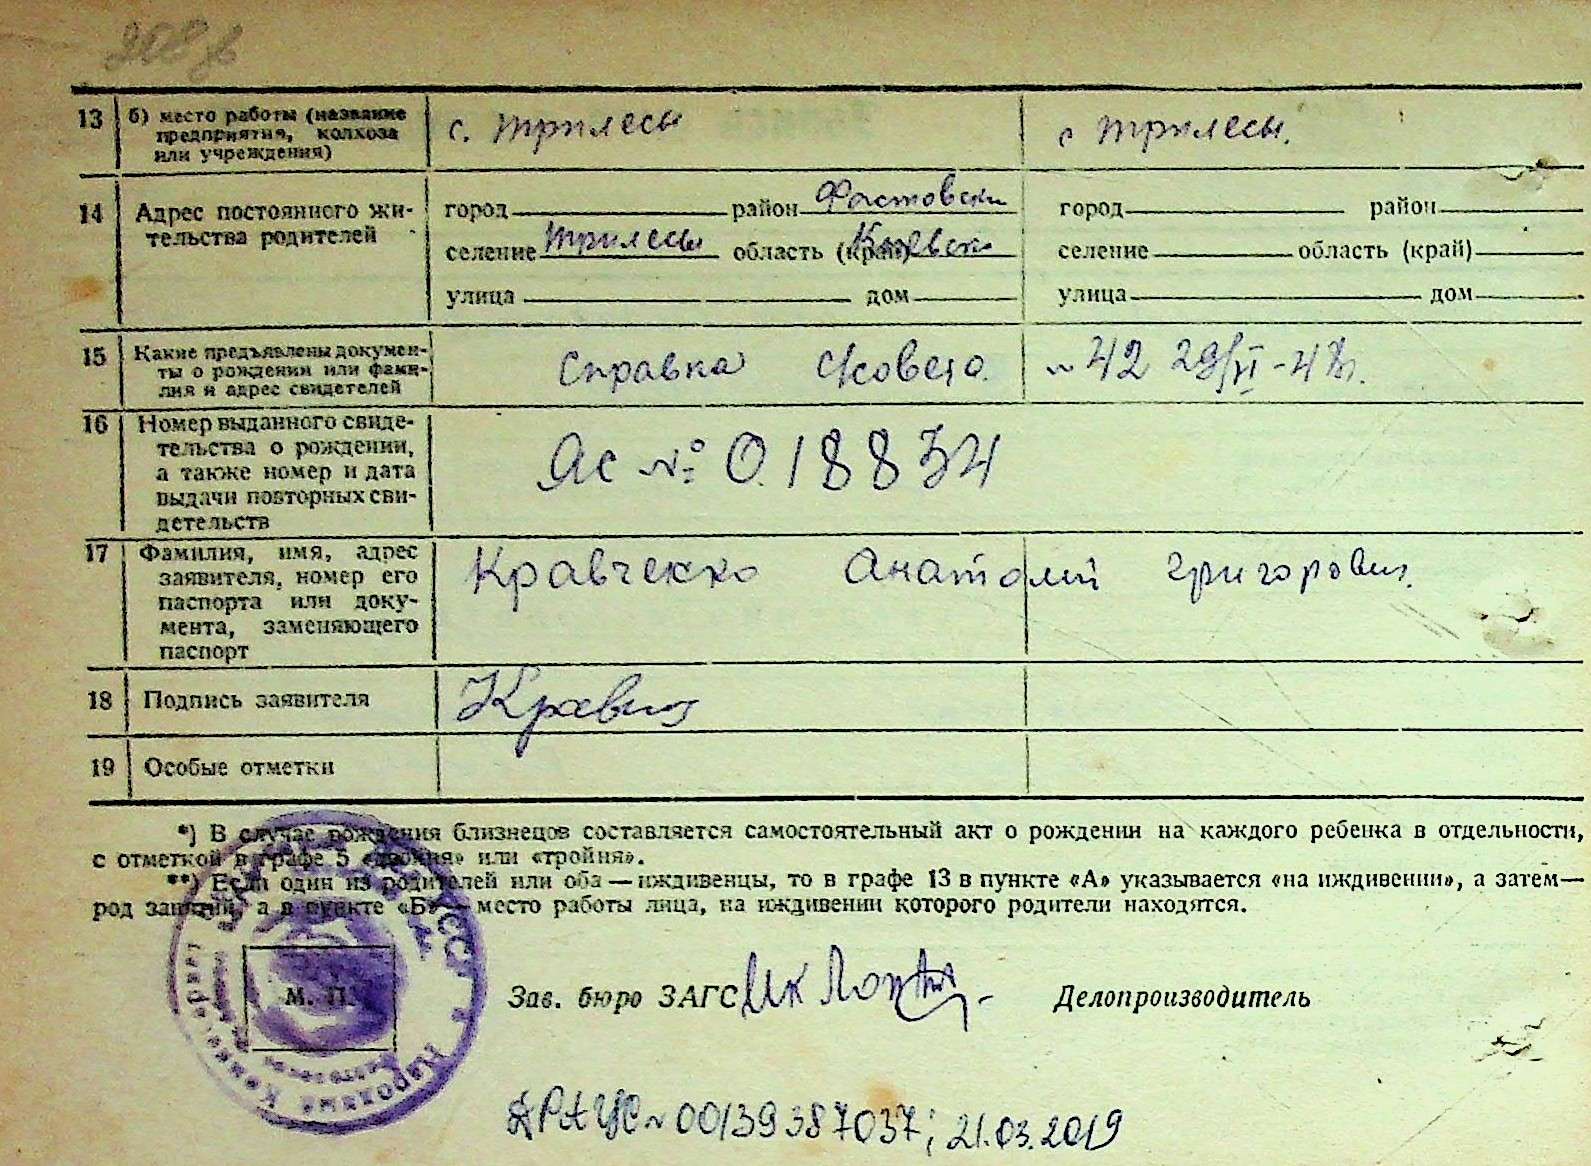 208
13 б) место работы (название предприятия, колхоза или учреждения) с. Трилесы с Трилесы.
14 Адрес постоянного жительства родителей
город район Фастовски город район
селение Трилесы область (край) Киевски селение область (край)
улица дом улица дом
15 Какие предъявлены документы о рождении или фамилия и адрес свидетелей Справка с/совета. № 42 29/VI-47г.
16 Номер выданного свидетельства о рождении, а также номер и дата выдачи повторных свидетельств Яс № 018834
17 Фамилия, имя, адрес заявителя, номер его паспорта или документа, заменяющего паспорт Кравченко Анатолий Григорович.
18 Подпись заявителя
19 Особые отметки
*) В случае рождения близнецов составляется самостоятельный акт о рождении на каждого ребенка в отдельности,
с отметкой в графе 5 «двойня» или «тройня».
**) Если один из родителей или оба — иждивенцы, то в графе 13 в пункте «А» указывается «на иждивении», а затем—
род занятий, а в пункте «Б» — место работы лица, на иждивении которого родители находятся.
М. П.
Народный
Зав. бюро ЗАГС Делопроизводитель
ДРАЦС № 00139387037; 21.03.2019